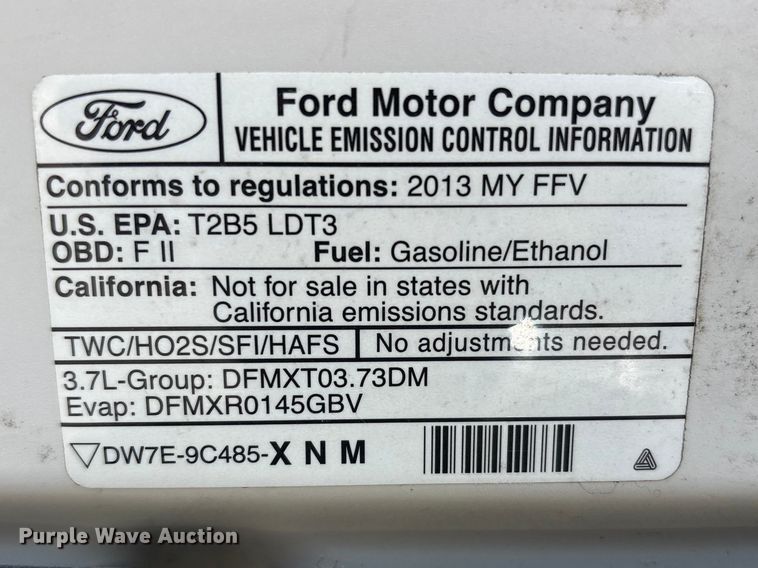 Ford
Ford Motor Company
VEHICLE EMISSION CONTROL INFORMATION
Conforms to regulations: 2013 MY FFV
U.S. EPA: T2B5 LDT3
OBD: F II Fuel: Gasoline/Ethanol
California: Not for sale in states with
California emissions standards.
TWC/HO2S/SFI/HAFS No adjustments needed.
3.7L-Group: DFMXT03.73DM
Evap: DFMXR0145GBV
DW7E-9C485-X N M
Purple Wave Auction